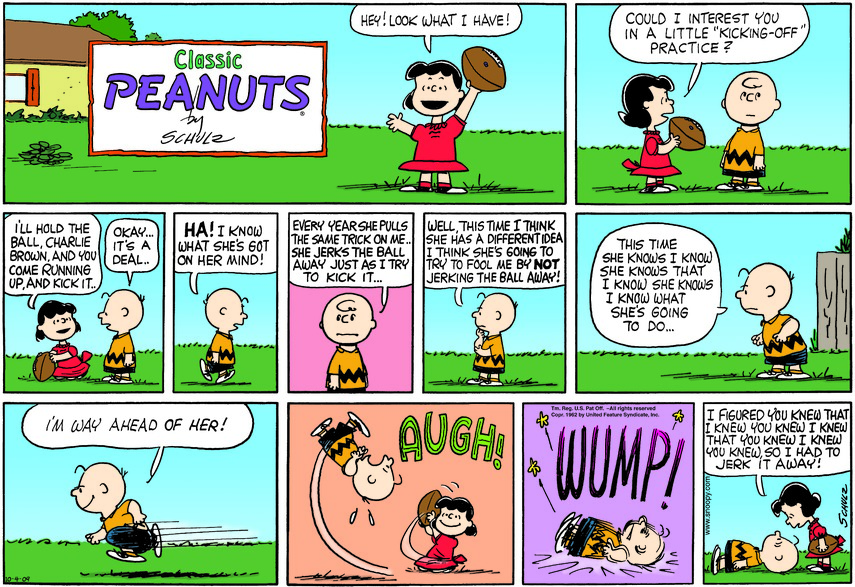 Classic
PEANUTS
by
SCHULZ
HEY! LOOK WHAT I HAVE!
COULD I INTEREST YOU
IN A LITTLE "KICKING-OFF"
PRACTICE?
I'LL HOLD THE
BALL, CHARLIE
BROWN, AND YOU
COME RUNNING
UP, AND KICK IT..
OKAY...
IT'S A
DEAL..
HA! I KNOW
WHAT SHE'S GOT
ON HER MIND!
EVERY YEAR SHE PULLS
THE SAME TRICK ON ME..
SHE JERKS THE BALL
AWAY JUST AS I TRY
TO KICK IT...
WELL, THIS TIME I THINK
SHE HAS A DIFFERENT IDEA
I THINK SHE'S GOING TO
TRY TO FOOL ME BY NOT
JERKING THE BALL AWAY!
THIS TIME
SHE KNOWS I KNOW
SHE KNOWS THAT
I KNOW SHE KNOWS
I KNOW WHAT
SHE'S GOING
TO DO...
I'M WAY AHEAD OF HER!
10-4-09
AUGH!
Tm. Reg. U.S. Pat Off. –All rights reserved
Copr. 1962 by United Feature Syndicate, Inc.
WUMP!
www.snoopy.com
I FIGURED YOU KNEW THAT
I KNEW YOU KNEW I KNEW
THAT YOU KNEW I KNEW
YOU KNEW, SO I HAD TO
JERK IT AWAY!
SCHULZ